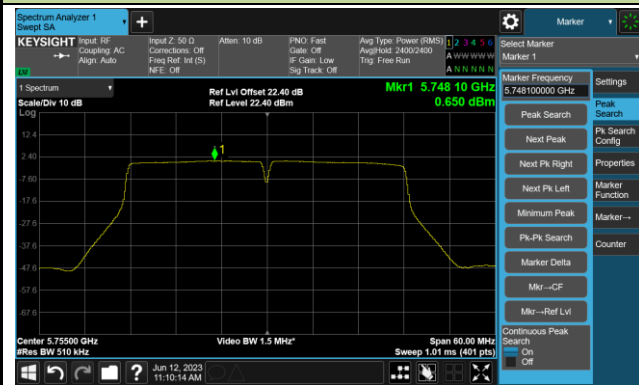 Spectrum Analyzer 1
Swept SA
KEYSIGHT
Input: RF
Coupling: AC
Align: Auto
Input Z: 50 Ω
Corrections: Off
Freq Ref: Int (S)
NFE: Off
Atten: 10 dB
PNO: Fast
Gate: Off
IF Gain: Low
Sig Track: Off
Avg Type: Power (RMS)
Avg|Hold: 2400/2400
Trig: Free Run
1 2 3 4 5 6
A W W W W W
A N N N N N
LXI
1 Spectrum
Scale/Div 10 dB
Log
Ref Lvl Offset 22.40 dB
Ref Level 22.40 dBm
Mkr1 5.748 10 GHz
0.650 dBm
1
12.4
2.40
-7.60
-17.6
-27.6
-37.6
-47.6
-57.6
-67.6
Center 5.75500 GHz
#Res BW 510 kHz
Video BW 1.5 MHz*
Span 60.00 MHz
Sweep 1.01 ms (401 pts)
Jun 12, 2023
11:10:14 AM
?
Marker
Select Marker
Marker 1
Marker Frequency
5.748100000 GHz
Peak Search
Next Peak
Next Pk Right
Next Pk Left
Minimum Peak
Pk-Pk Search
Marker Delta
Mkr→CF
Mkr→Ref Lvl
Continuous Peak
Search
On
Off
Settings
Peak
Search
Pk Search
Config
Properties
Marker
Function
Marker→
Counter